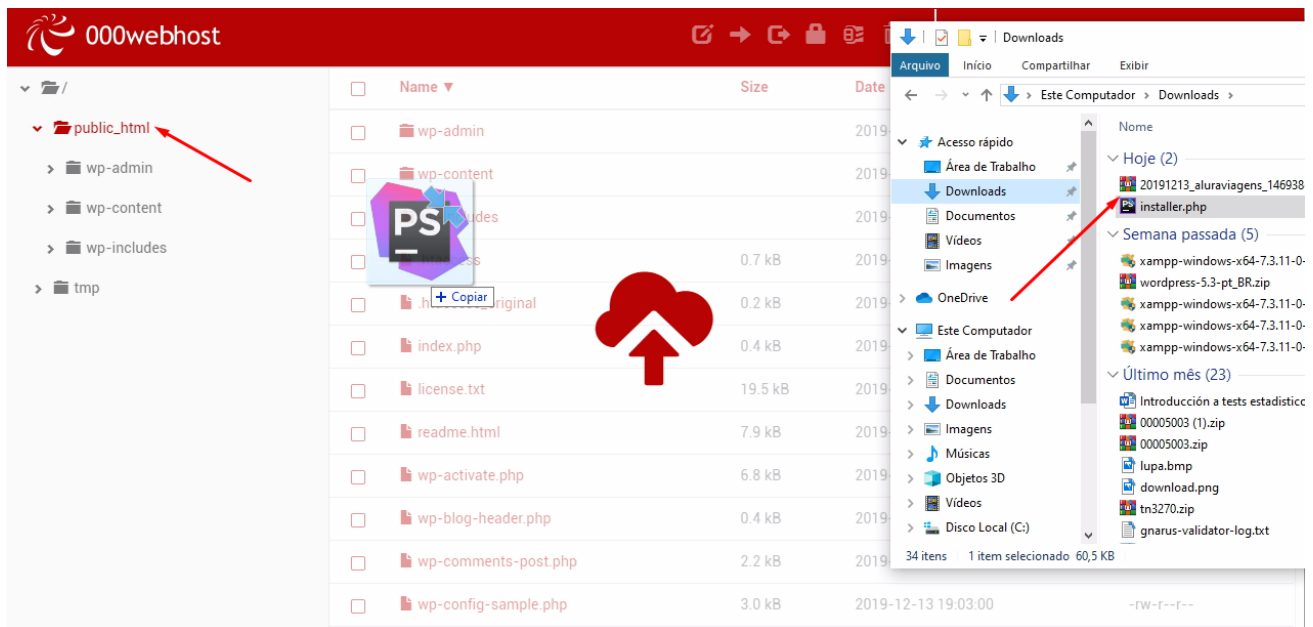 000webhost
/
public_html
wp-admin
wp-content
wp-includes
tmp
Name ▼ Size Date
wp-admin 2019-
wp-content 2019-
udes 2019-
0.7 kB 2019-
0.2 kB 2019-
index.php 0.4 kB 2019-
license.txt 19.5 kB 2019-
readme.html 7.9 kB 2019-
wp-activate.php 6.8 kB 2019-
wp-blog-header.php 0.4 kB 2019-
wp-comments-post.php 2.2 kB 2019-
wp-config-sample.php 3.0 kB 2019-12-13 19:03:00 -rw-r--r--
PS
+ Copiar
Downloads
Arquivo Início Compartilhar Exibir
Este Computador > Downloads >
Acesso rápido
Área de Trabalho
Downloads
Documentos
Vídeos
Imagens
OneDrive
Este Computador
Área de Trabalho
Documentos
Downloads
Imagens
Músicas
Objetos 3D
Vídeos
Disco Local (C:)
Nome
Hoje (2)
20191213_aluraviagens_146938
installer.php
Semana passada (5)
xampp-windows-x64-7.3.11-0-
wordpress-5.3-pt_BR.zip
xampp-windows-x64-7.3.11-0-
xampp-windows-x64-7.3.11-0-
xampp-windows-x64-7.3.11-0-
Último mês (23)
Introducción a tests estadistico
00005003 (1).zip
00005003.zip
lupa.bmp
download.png
tn3270.zip
gnarus-validator-log.txt
34 itens 1 item selecionado 60,5 KB